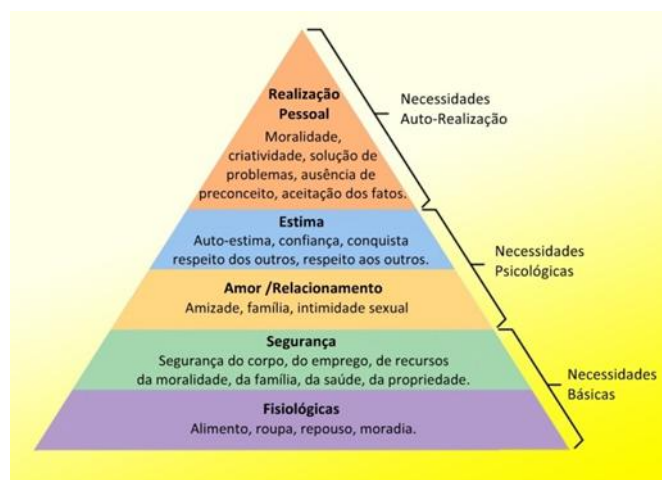 Realização
Pessoal
Moralidade,
criatividade, solução de
problemas, ausência de
preconceito, aceitação dos fatos.
Necessidades
Auto-Realização
Estima
Auto-estima, confiança, conquista
respeito dos outros, respeito aos outros.
Amor /Relacionamento
Amizade, família, intimidade sexual
Necessidades
Psicológicas
Segurança
Segurança do corpo, do emprego, de recursos
da moralidade, da família, da saúde, da propriedade.
Fisiológicas
Alimento, roupa, repouso, moradia.
Necessidades
Básicas